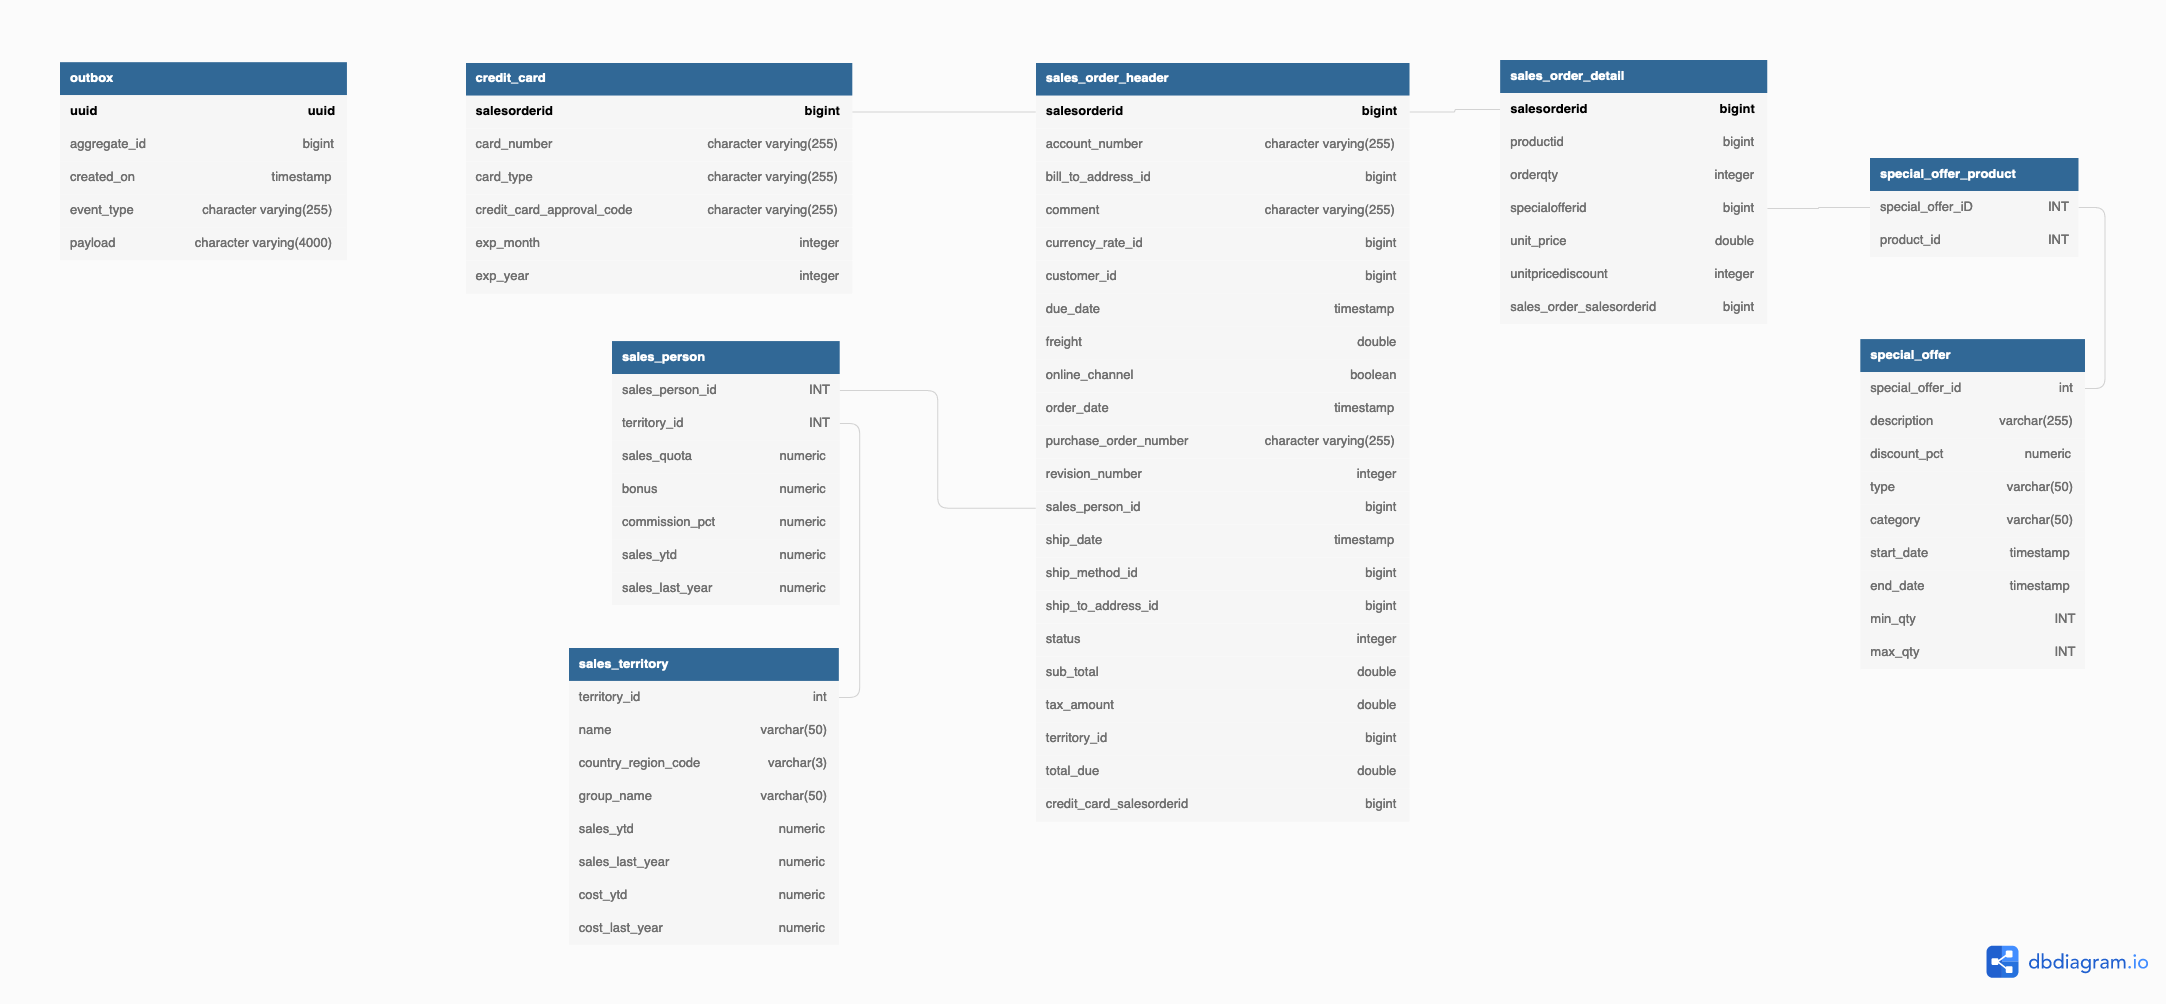 outbox
uuid uuid
aggregate_id bigint
created_on timestamp
event_type character varying(255)
payload character varying(4000)
credit_card
salesorderid bigint
card_number character varying(255)
card_type character varying(255)
credit_card_approval_code character varying(255)
exp_month integer
exp_year integer
sales_person
sales_person_id INT
territory_id INT
sales_quota numeric
bonus numeric
commission_pct numeric
sales_ytd numeric
sales_last_year numeric
sales_territory
territory_id int
name varchar(50)
country_region_code varchar(3)
group_name varchar(50)
sales_ytd numeric
sales_last_year numeric
cost_ytd numeric
cost_last_year numeric
sales_order_header
salesorderid bigint
account_number character varying(255)
bill_to_address_id bigint
comment character varying(255)
currency_rate_id bigint
customer_id bigint
due_date timestamp
freight double
online_channel boolean
order_date timestamp
purchase_order_number character varying(255)
revision_number integer
sales_person_id bigint
ship_date timestamp
ship_method_id bigint
ship_to_address_id bigint
status integer
sub_total double
tax_amount double
territory_id bigint
total_due double
credit_card_salesorderid bigint
sales_order_detail
salesorderid bigint
productid bigint
orderqty integer
specialofferid bigint
unit_price double
unitpricediscount integer
sales_order_salesorderid bigint
special_offer_product
special_offer_iD INT
product_id INT
special_offer
special_offer_id int
description varchar(255)
discount_pct numeric
type varchar(50)
category varchar(50)
start_date timestamp
end_date timestamp
min_qty INT
max_qty INT
dbdiagram.io